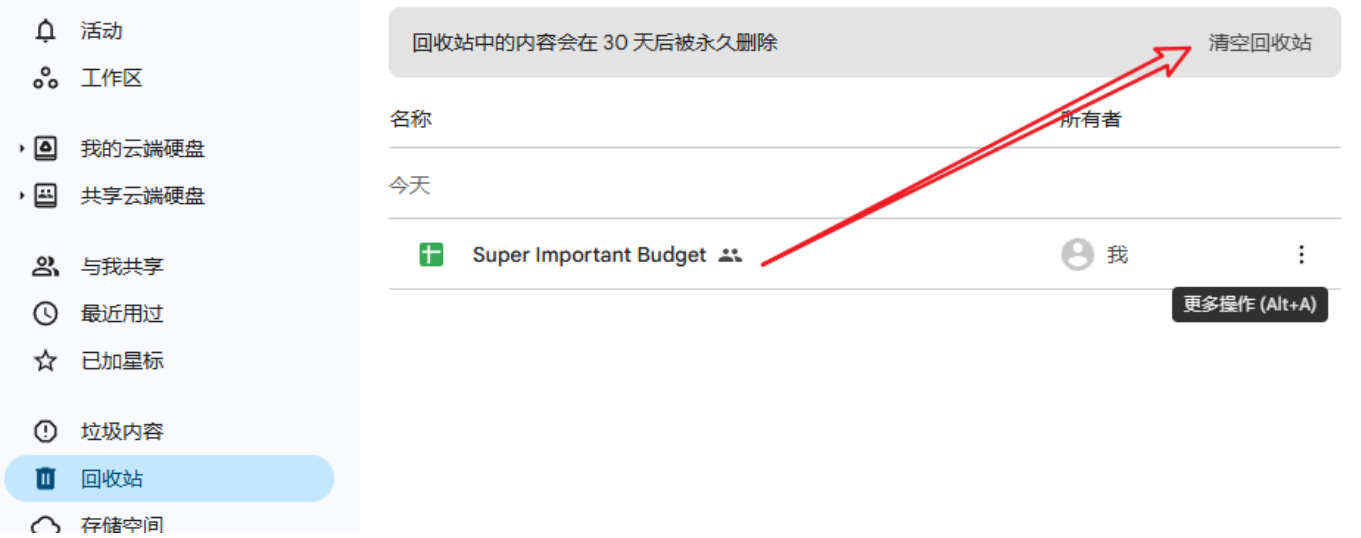 活动
工作区
我的云端硬盘
共享云端硬盘
与我共享
最近用过
已加星标
垃圾内容
回收站
存储空间
回收站中的内容会在 30 天后被永久删除
清空回收站
名称 所有者
今天
Super Important Budget 我
更多操作 (Alt+A)